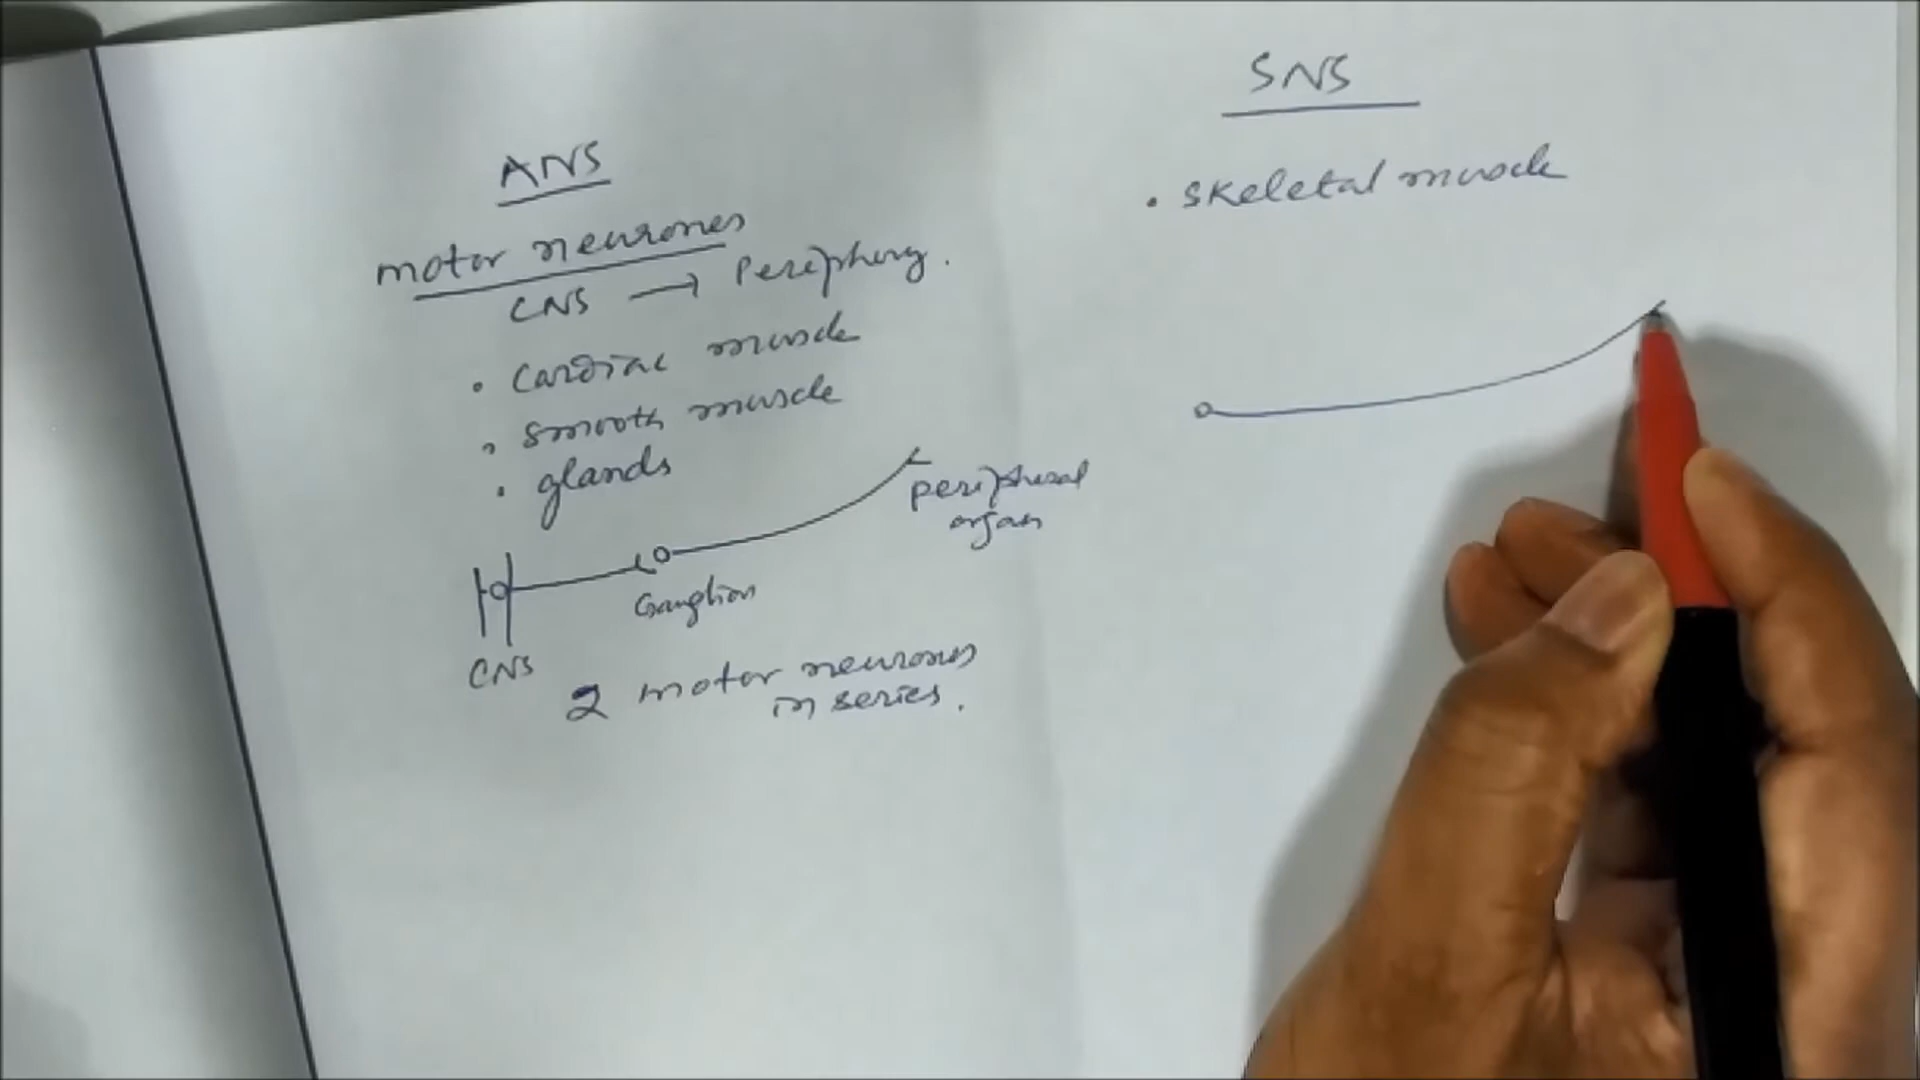 ANS
motor neurones
CNS → Periphery.
• cardiac muscle
• smooth muscle
• glands
peripheral
organ
Ganglion
CNS
2 motor neurones
in series.
SNS
• skeletal muscle